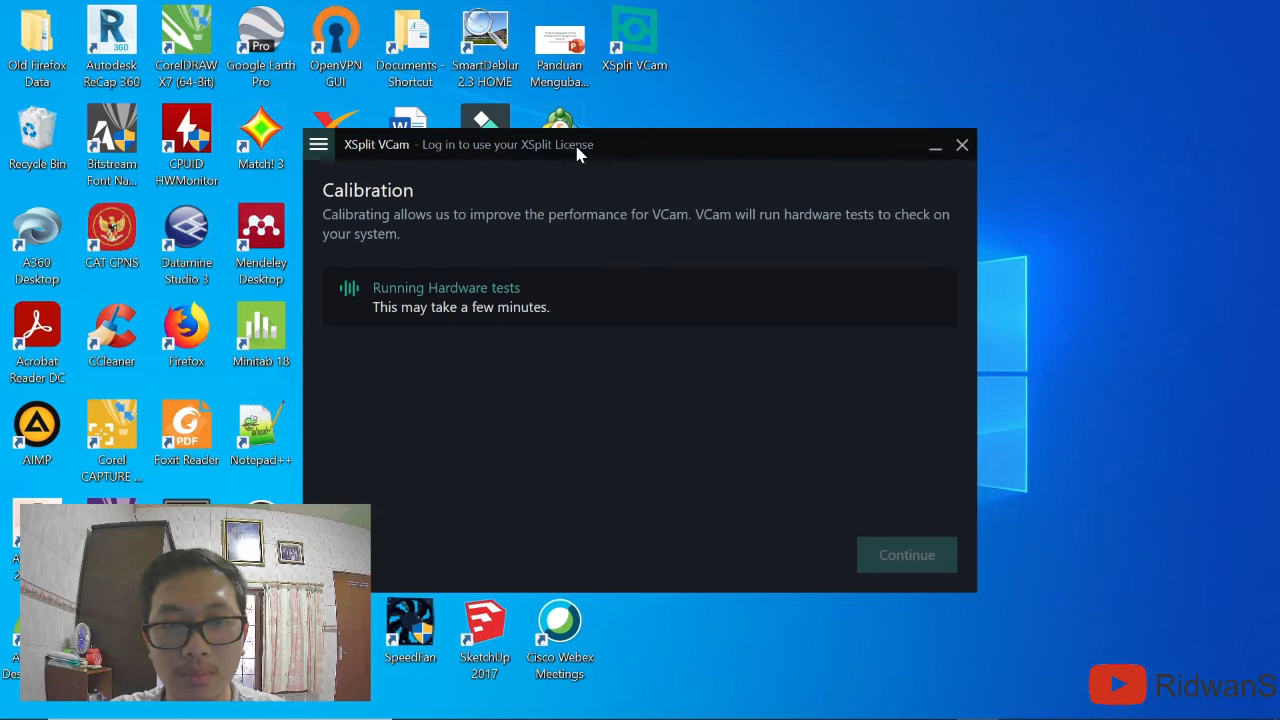 Old Firefox
Data
Autodesk
ReCap 360
R
360
CorelDRAW
X7 (64-Bit)
Pro
Google Earth
Pro
OpenVPN
GUI
Documents -
Shortcut
SmartDeblur
2.3 HOME
Panduan
Menguba...
XSplit VCam
Recycle Bin
Bitstream
Font Na...
CPUID
HWMonitor
Match! 3
W
XSplit VCam - Log in to use your XSplit License
Calibration
Calibrating allows us to improve the performance for VCam. VCam will run hardware tests to check on
your system.
Running Hardware tests
This may take a few minutes.
Continue
A360
Desktop
CAT CPNS
Datamine
Studio 3
Mendeley
Desktop
Acrobat
Reader DC
CCleaner
Firefox
Minitab 18
AIMP
Corel
CAPTURE ...
PDF
Foxit Reader
Notepad++
SpeedFan
SketchUp
2017
Cisco Webex
Meetings
RidwanS